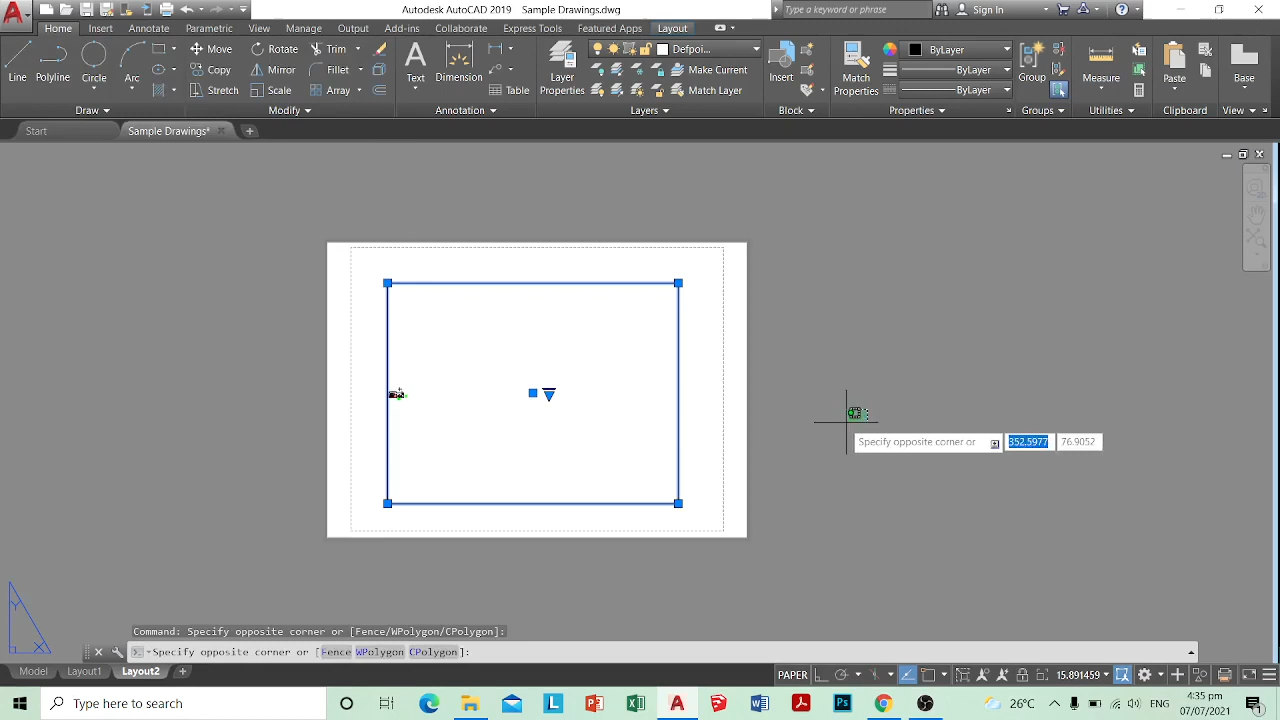 Autodesk AutoCAD 2019 Sample Drawings.dwg
Type a keyword or phrase
Sign In
Home Insert Annotate Parametric View Manage Output Add-ins Collaborate Express Tools Featured Apps Layout
Line Polyline Circle Arc
Move Rotate Trim
Copy Mirror Fillet
Stretch Scale Array
Text Dimension Table
Layer Properties
Defpoi...
Make Current
Match Layer
Insert
Match Properties
ByLayer
ByLayer
ByLayer
Group Measure Paste Base
Draw Modify Annotation Layers Block Properties Groups Utilities Clipboard View
Start Sample Drawings*
Specify opposite corner or 352.5977 76.9052
Y
X
Command: Specify opposite corner or [Fence/WPolygon/CPolygon]:
Specify opposite corner or [Fence WPolygon CPolygon]:
Model Layout1 Layout2
PAPER 15.891459
Type here to search
26°C
ENG
4:35 pm
07/07/2021